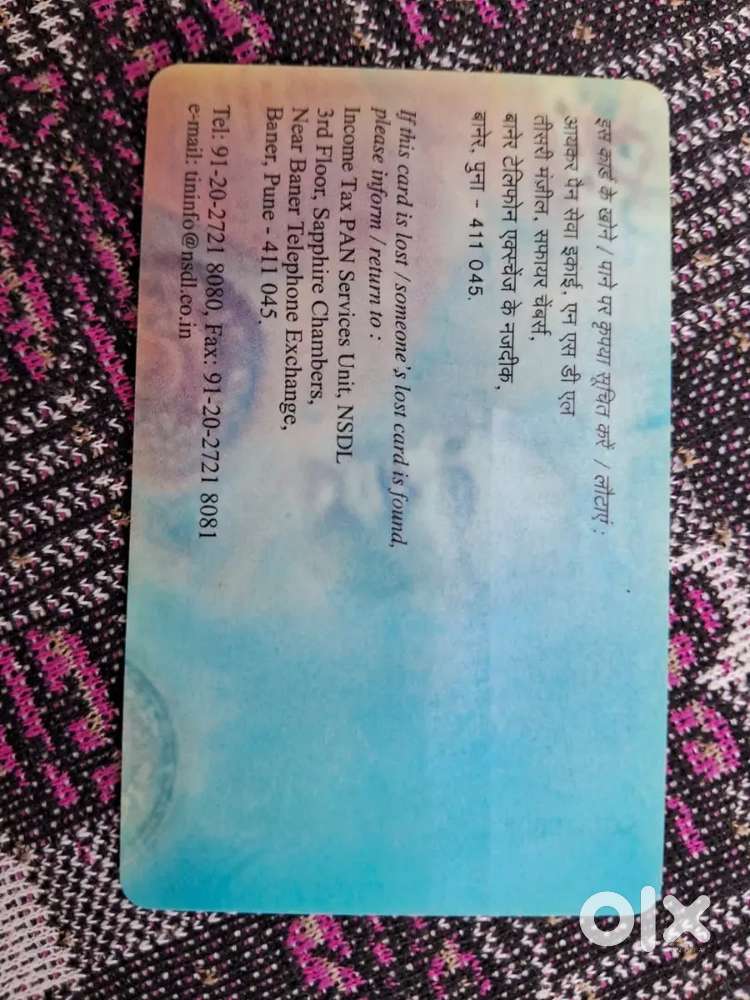 इस कार्ड के खोने / पाने पर कृपया सूचित करें / लौटाएं :
आयकर पैन सेवा इकाई, एन एस डी एल
तीसरी मंज़ील, सफायर चेंबर्स,
बानेर टेलिफोन एक्स्चेंज के नजदीक,
बानेर, पुना - 411 045.
If this card is lost / someone's lost card is found,
please inform / return to :
Income Tax PAN Services Unit, NSDL
3rd Floor, Sapphire Chambers,
Near Baner Telephone Exchange,
Baner, Pune - 411 045.
Tel: 91-20-2721 8080, Fax: 91-20-2721 8081
e-mail: tininfo@nsdl.co.in
olx